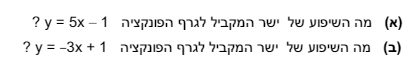 (א) מה השיפוע של ישר המקביל לגרף הפונקציה y = 5x – 1 ?
(ב) מה השיפוע של ישר המקביל לגרף הפונקציה y = –3x + 1 ?